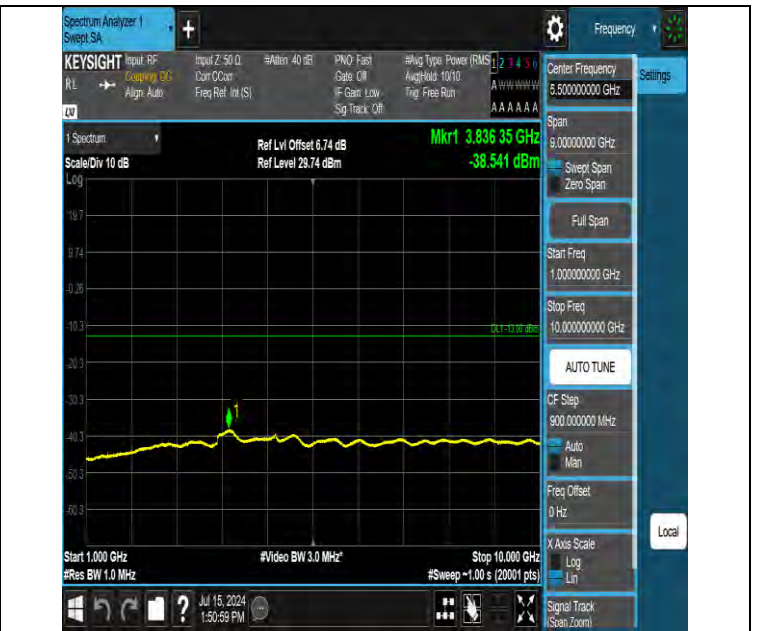 Spectrum Analyzer 1
Swept SA
+
Frequency
KEYSIGHT Input: RF Input Z: 50 Ω #Atten: 40 dB PNO: Fast #Avg Type: Power (RMS 1 2 3 4 5 6
RL Coupling: DC Corr CCorr Gate: Off Avg|Hold: 10/10 A W W W W W
Align: Auto Freq Ref: Int (S) IF Gain: Low Trig: Free Run
Sig Track: Off A A A A A A
LXI
Center Frequency
5.500000000 GHz
Settings
1 Spectrum
Ref Lvl Offset 6.74 dB
Mkr1 3.836 35 GHz
Scale/Div 10 dB
Ref Level 29.74 dBm
-38.541 dBm
Log
19.7
9.74
-0.26
-10.3
DL1 -13.00 dBm
-20.3
-30.3
1
-40.3
-50.3
-60.3
Start 1.000 GHz
#Video BW 3.0 MHz*
Stop 10.000 GHz
#Res BW 1.0 MHz
#Sweep ~1.00 s (20001 pts)
Span
9.00000000 GHz
Swept Span
Zero Span
Full Span
Start Freq
1.000000000 GHz
Stop Freq
10.000000000 GHz
AUTO TUNE
CF Step
900.000000 MHz
Auto
Man
Freq Offset
0 Hz
X Axis Scale
Log
Lin
Local
Signal Track
(Span Zoom)
?
Jul 15, 2024
1:50:59 PM